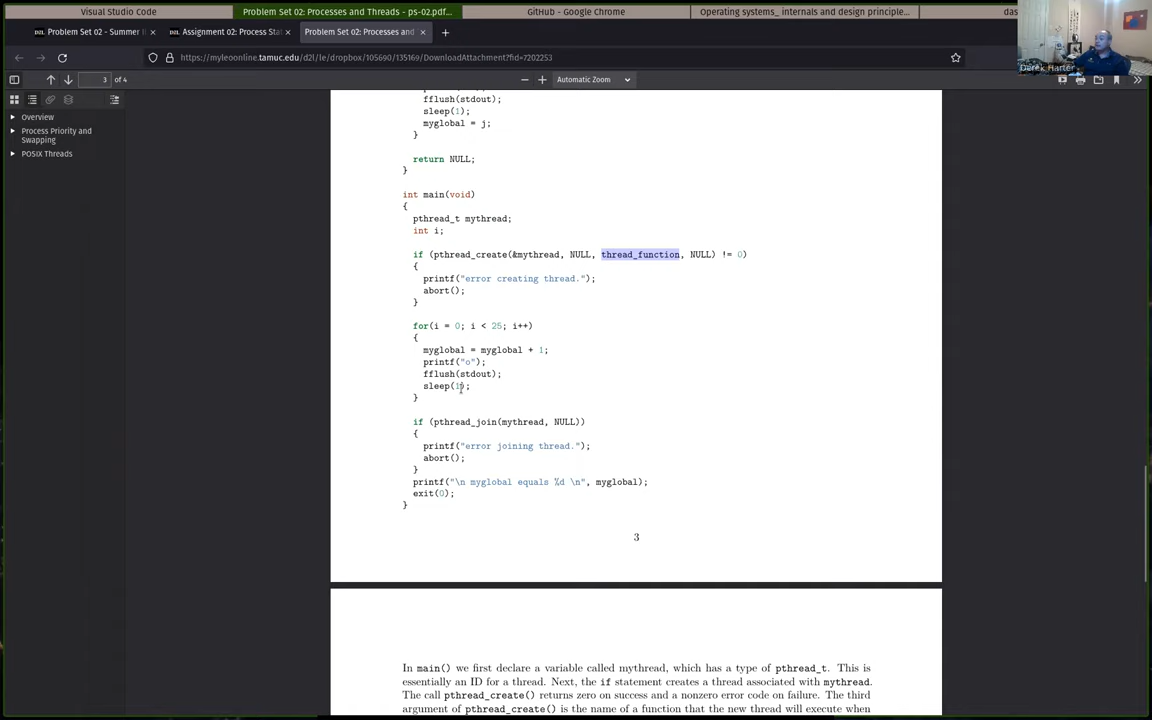 Visual Studio Code
Problem Set 02: Processes and Threads - ps-02.pdf...
GitHub - Google Chrome
Operating systems_ internals and design principle...
das
Problem Set 02 - Summer
Assignment 02: Process Sta
Problem Set 02: Processes and
https://myleoonline.tamuc.edu/d2l/le/dropbox/105690/135169/DownloadAttachment?fid=7202253
Derek Harter
3 of 4
Automatic Zoom
Overview
Process Priority and
Swapping
POSIX Threads
fflush(stdout);
sleep(1);
myglobal = j;
}
return NULL;
}
int main(void)
{
pthread_t mythread;
int i;
if (pthread_create(&mythread, NULL, thread_function, NULL) != 0)
{
printf("error creating thread.");
abort();
}
for(i = 0; i < 25; i++)
{
myglobal = myglobal + 1;
printf("o");
fflush(stdout);
sleep(1);
}
if (pthread_join(mythread, NULL))
{
printf("error joining thread.");
abort();
}
printf("\n myglobal equals %d \n", myglobal);
exit(0);
}
3
In main() we first declare a variable called mythread, which has a type of pthread_t. This is
essentially an ID for a thread. Next, the if statement creates a thread associated with mythread.
The call pthread_create() returns zero on success and a nonzero error code on failure. The third
argument of pthread_create() is the name of a function that the new thread will execute when